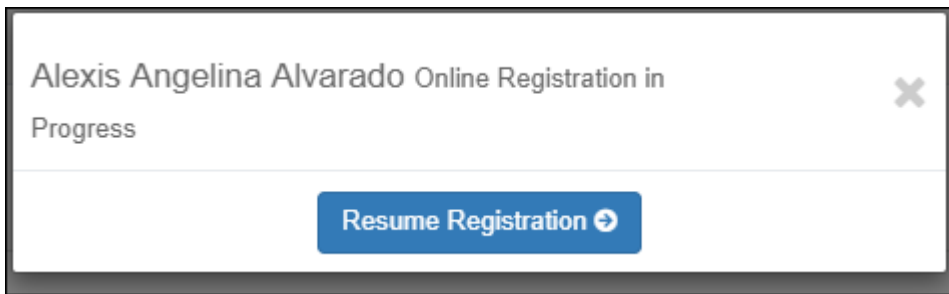 Alexis Angelina Alvarado Online Registration in
Progress
Resume Registration